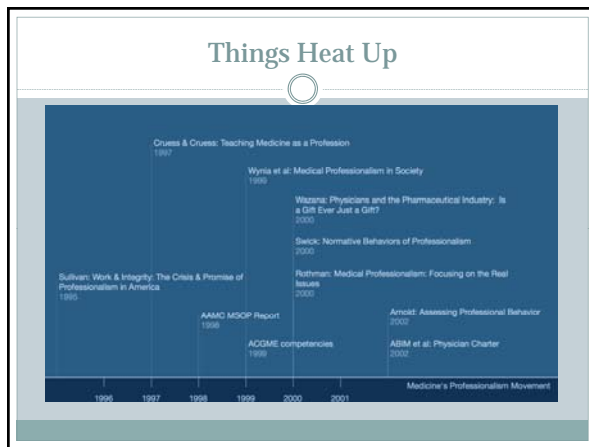 Things Heat Up
Cruess & Cruess: Teaching Medicine as a Profession
1997
Wynia et al: Medical Professionalism in Society
1999
Wazana: Physicians and the Pharmaceutical Industry: Is
a Gift Ever Just a Gift?
2000
Swick: Normative Behaviors of Professionalism
2000
Sullivan: Work & Integrity: The Crisis & Promise of
Professionalism in America
1995
Rothman: Medical Professionalism: Focusing on the Real
Issues
2000
AAMC MSOP Report
1998
Arnold: Assessing Professional Behavior
2002
ACGME competencies
1999
ABIM et al: Physician Charter
2002
Medicine's Professionalism Movement
1996 1997 1998 1999 2000 2001